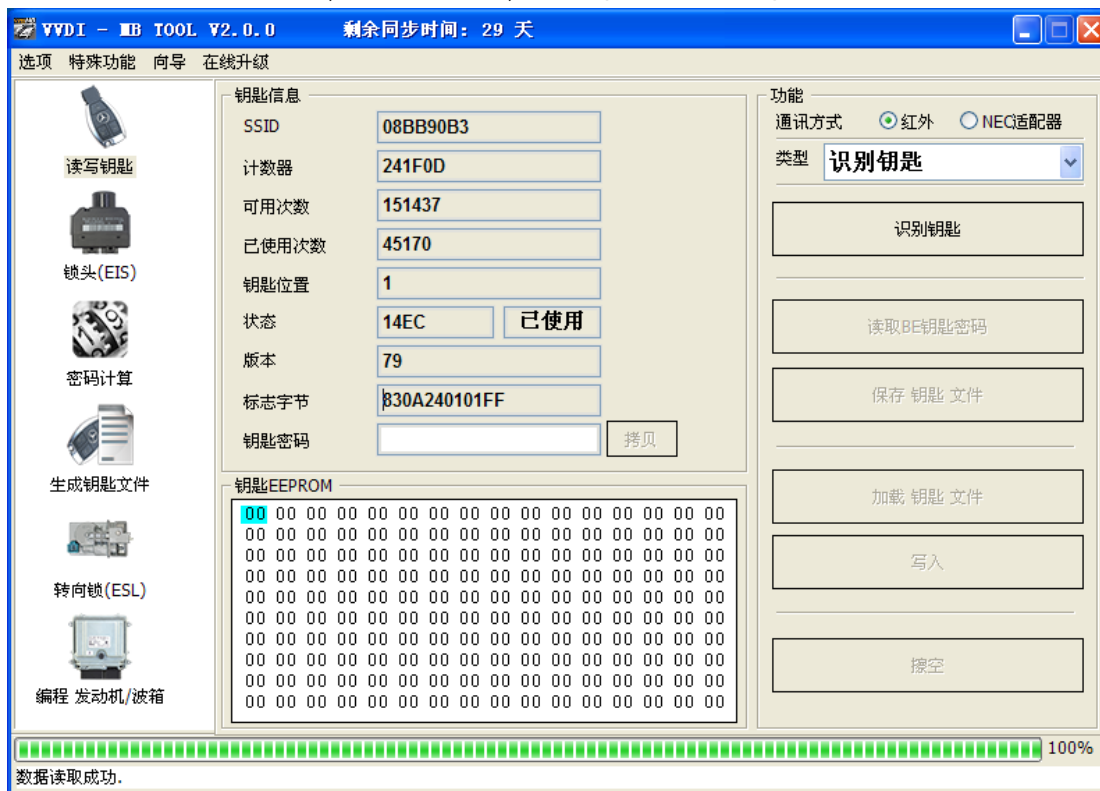 VVDI - MB TOOL V2.0.0 剩余同步时间: 29 天
选项 特殊功能 向导 在线升级
读写钥匙
锁头(EIS)
密码计算
生成钥匙文件
转向锁(ESL)
编程 发动机/波箱
钥匙信息
SSID 08BB90B3
计数器 241F0D
可用次数 151437
已使用次数 45170
钥匙位置 1
状态 14EC 已使用
版本 79
标志字节 830A240101FF
钥匙密码 拷贝
钥匙EEPROM
00 00 00 00 00 00 00 00 00 00 00 00 00 00 00 00
00 00 00 00 00 00 00 00 00 00 00 00 00 00 00 00
00 00 00 00 00 00 00 00 00 00 00 00 00 00 00 00
00 00 00 00 00 00 00 00 00 00 00 00 00 00 00 00
00 00 00 00 00 00 00 00 00 00 00 00 00 00 00 00
00 00 00 00 00 00 00 00 00 00 00 00 00 00 00 00
00 00 00 00 00 00 00 00 00 00 00 00 00 00 00 00
00 00 00 00 00 00 00 00 00 00 00 00 00 00 00 00
00 00 00 00 00 00 00 00 00 00 00 00 00 00 00 00
00 00 00 00 00 00 00 00 00 00 00 00 00 00 00 00
功能
通讯方式 红外 NEC适配器
类型 识别钥匙
识别钥匙
读取BE钥匙密码
保存 钥匙 文件
加载 钥匙 文件
写入
擦空
100%
数据读取成功.